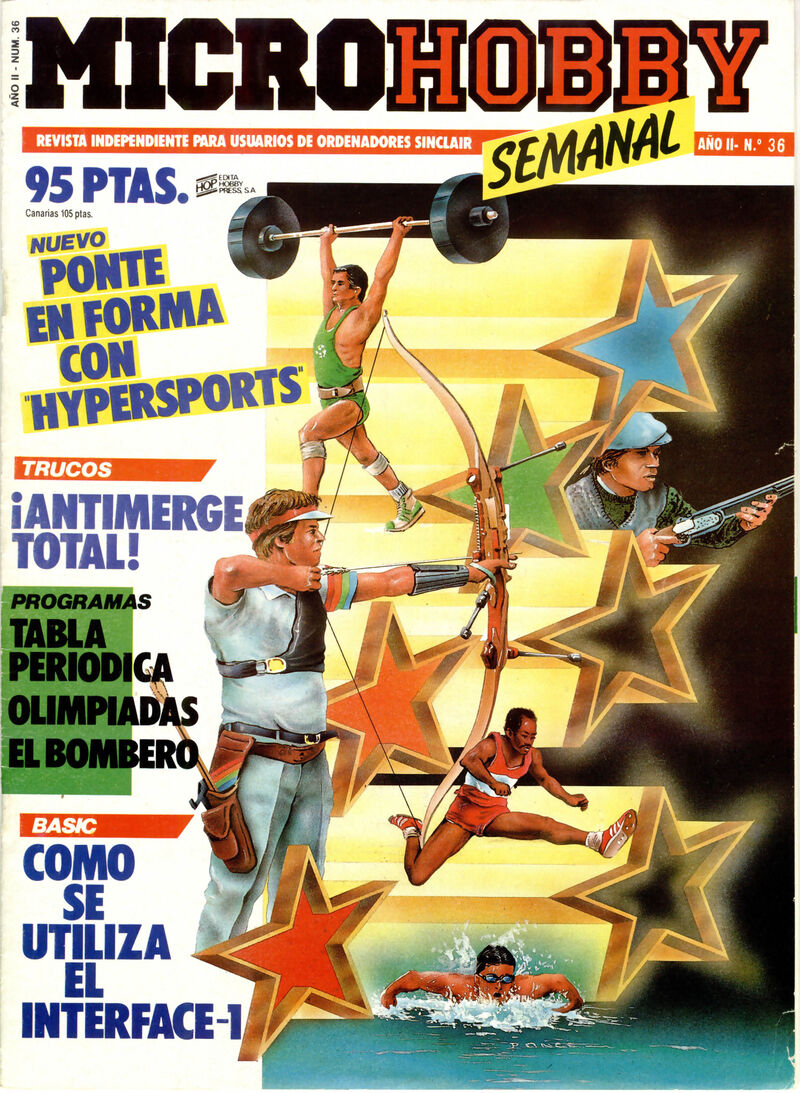 AÑO II - NUM. 36
MICROHOBBY
REVISTA INDEPENDIENTE PARA USUARIOS DE ORDENADORES SINCLAIR
SEMANAL
AÑO II- N.º 36
95 PTAS.
Canarias 105 ptas.
HOP
EDITA
HOBBY
PRESS, S.A.
NUEVO
PONTE
EN FORMA
CON
"HYPERSPORTS"
TRUCOS
¡ANTIMERGE
TOTAL!
PROGRAMAS
TABLA
PERIODICA
OLIMPIADAS
EL BOMBERO
BASIC
COMO
SE
UTILIZA
EL
INTERFACE-1
PONCE